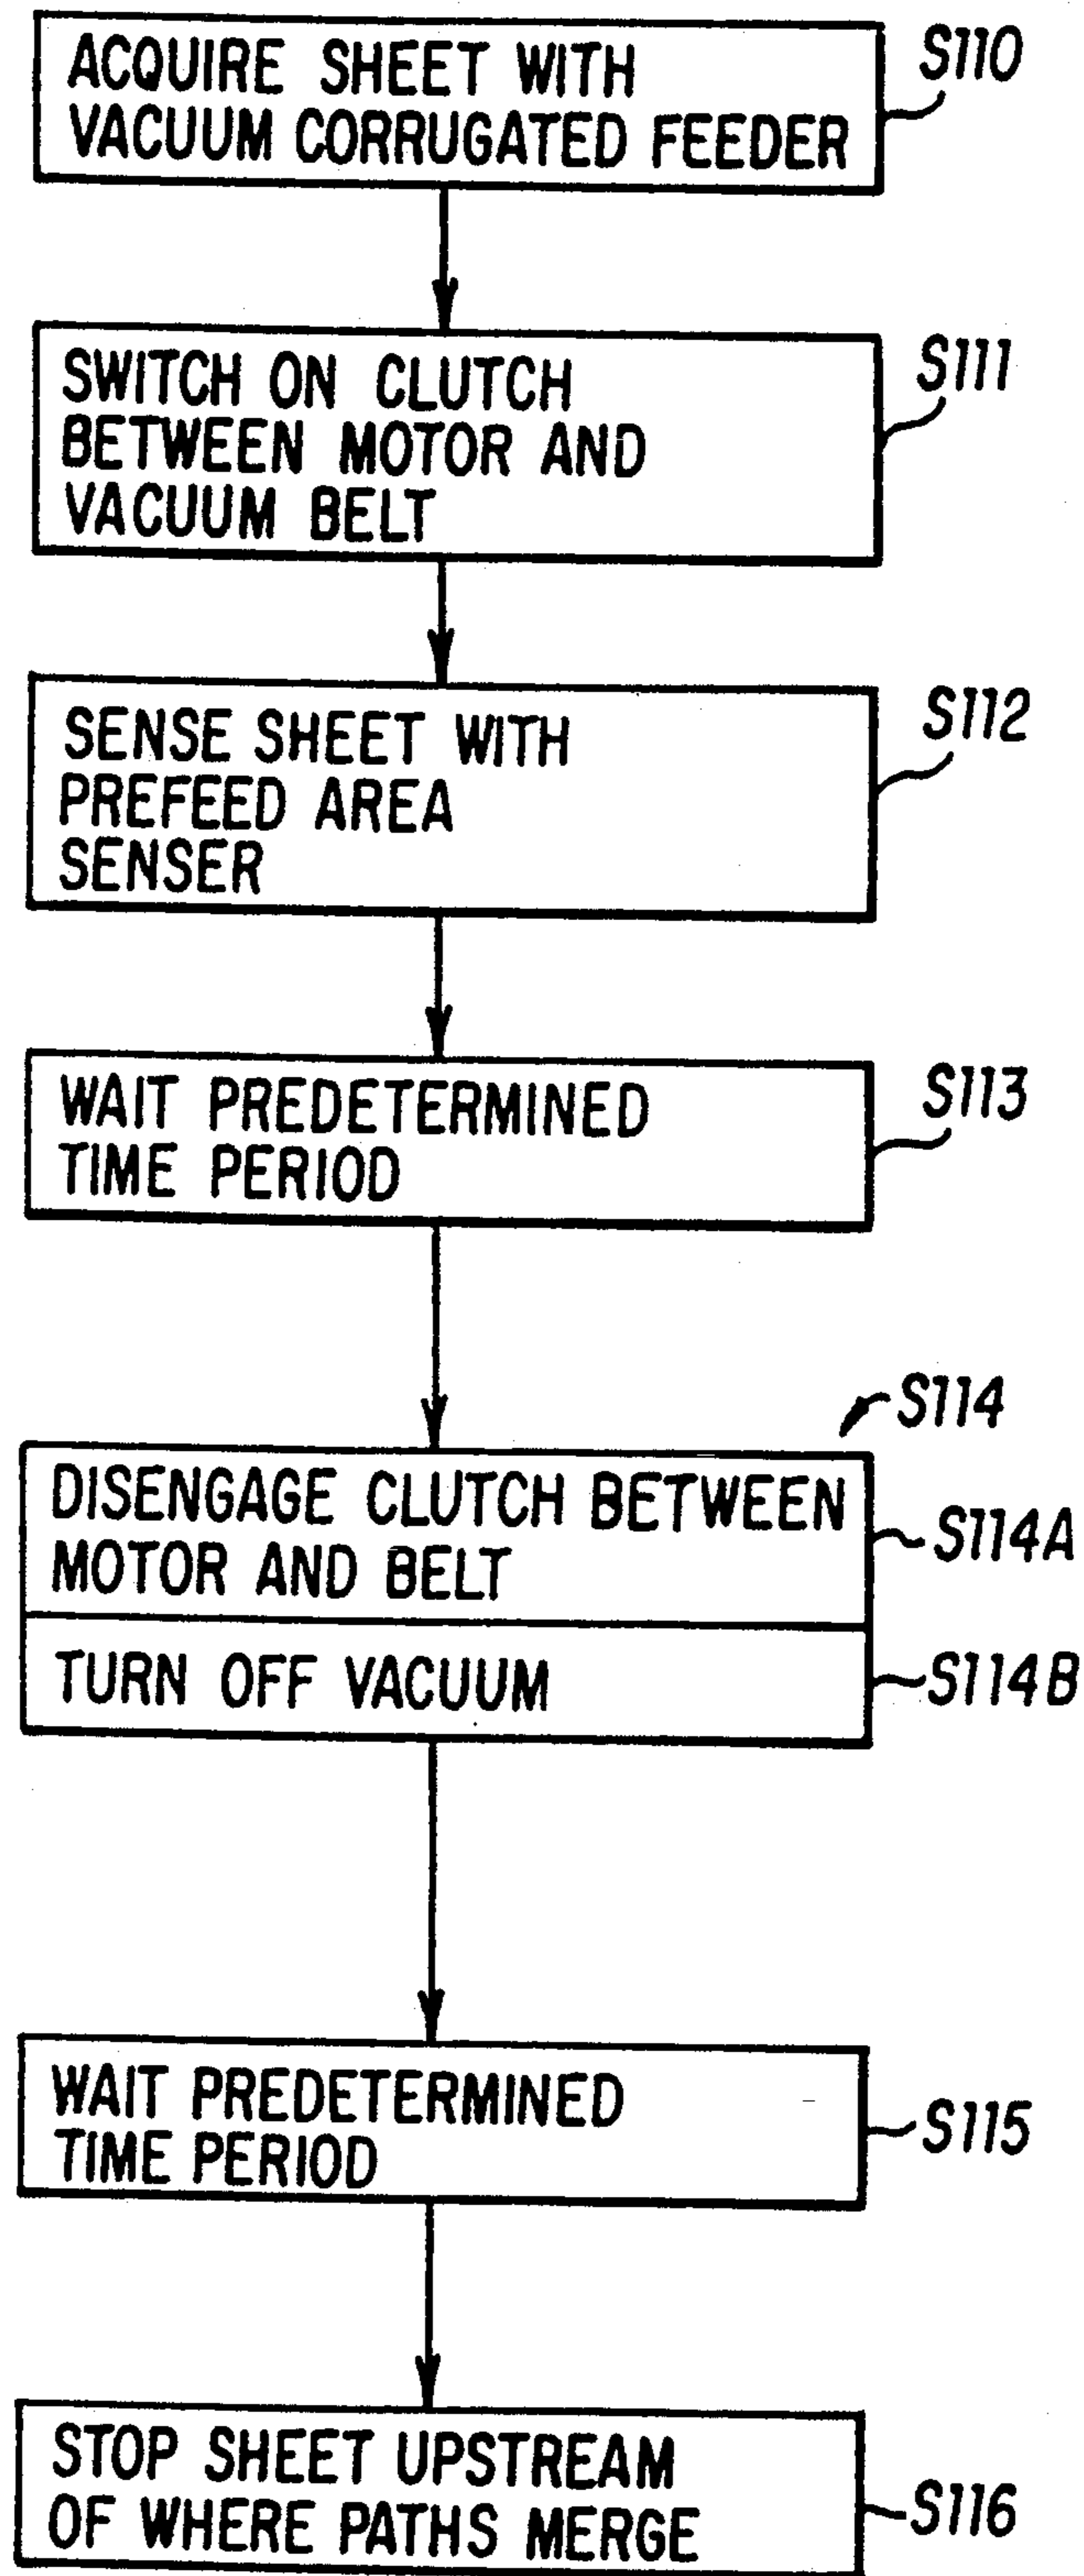 ACQUIRE SHEET WITH
VACUUM CORRUGATED FEEDER
S110
SWITCH ON CLUTCH
BETWEEN MOTOR AND
VACUUM BELT
S111
SENSE SHEET WITH
PREFEED AREA
SENSER
S112
WAIT PREDETERMINED
TIME PERIOD
S113
S114
DISENGAGE CLUTCH BETWEEN
MOTOR AND BELT
S114A
TURN OFF VACUUM
S114B
WAIT PREDETERMINED
TIME PERIOD
S115
STOP SHEET UPSTREAM
OF WHERE PATHS MERGE
S116